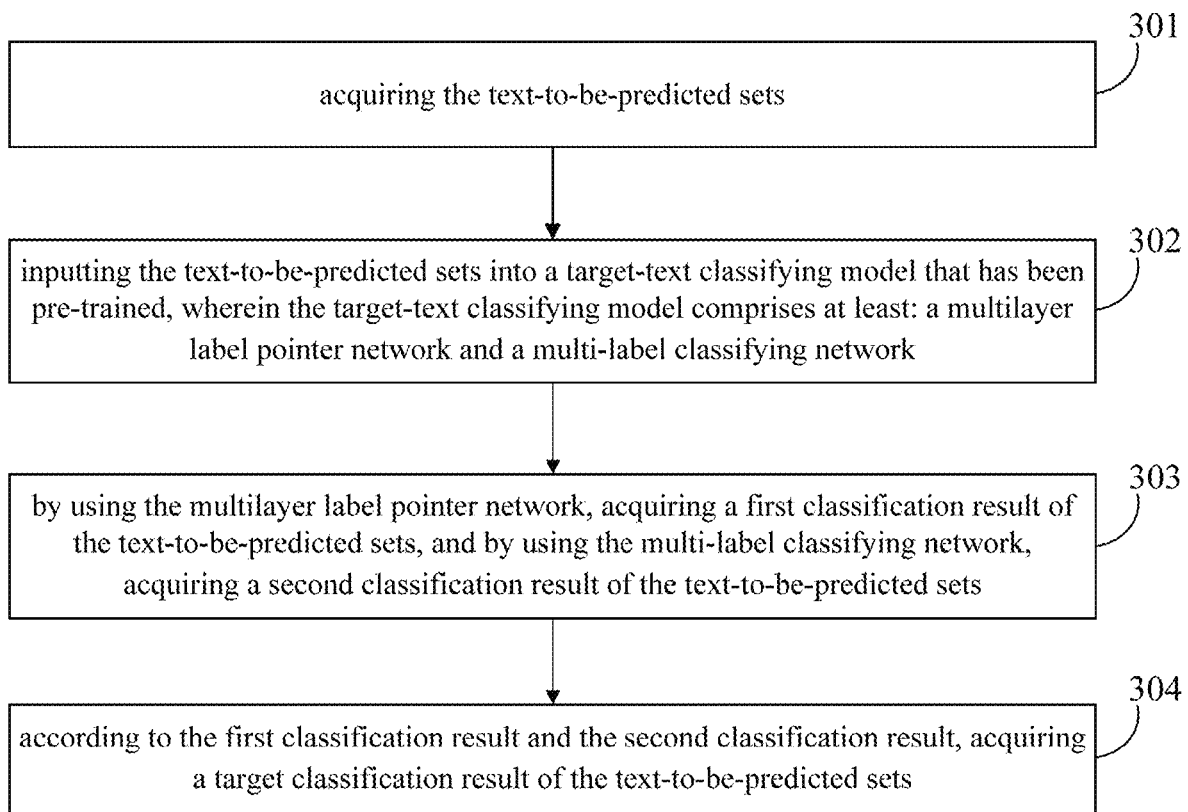 301
acquiring the text-to-be-predicted sets
302
inputting the text-to-be-predicted sets into a target-text classifying model that has been
pre-trained, wherein the target-text classifying model comprises at least: a multilayer
label pointer network and a multi-label classifying network
303
by using the multilayer label pointer network, acquiring a first classification result of
the text-to-be-predicted sets, and by using the multi-label classifying network,
acquiring a second classification result of the text-to-be-predicted sets
304
according to the first classification result and the second classification result, acquiring
a target classification result of the text-to-be-predicted sets